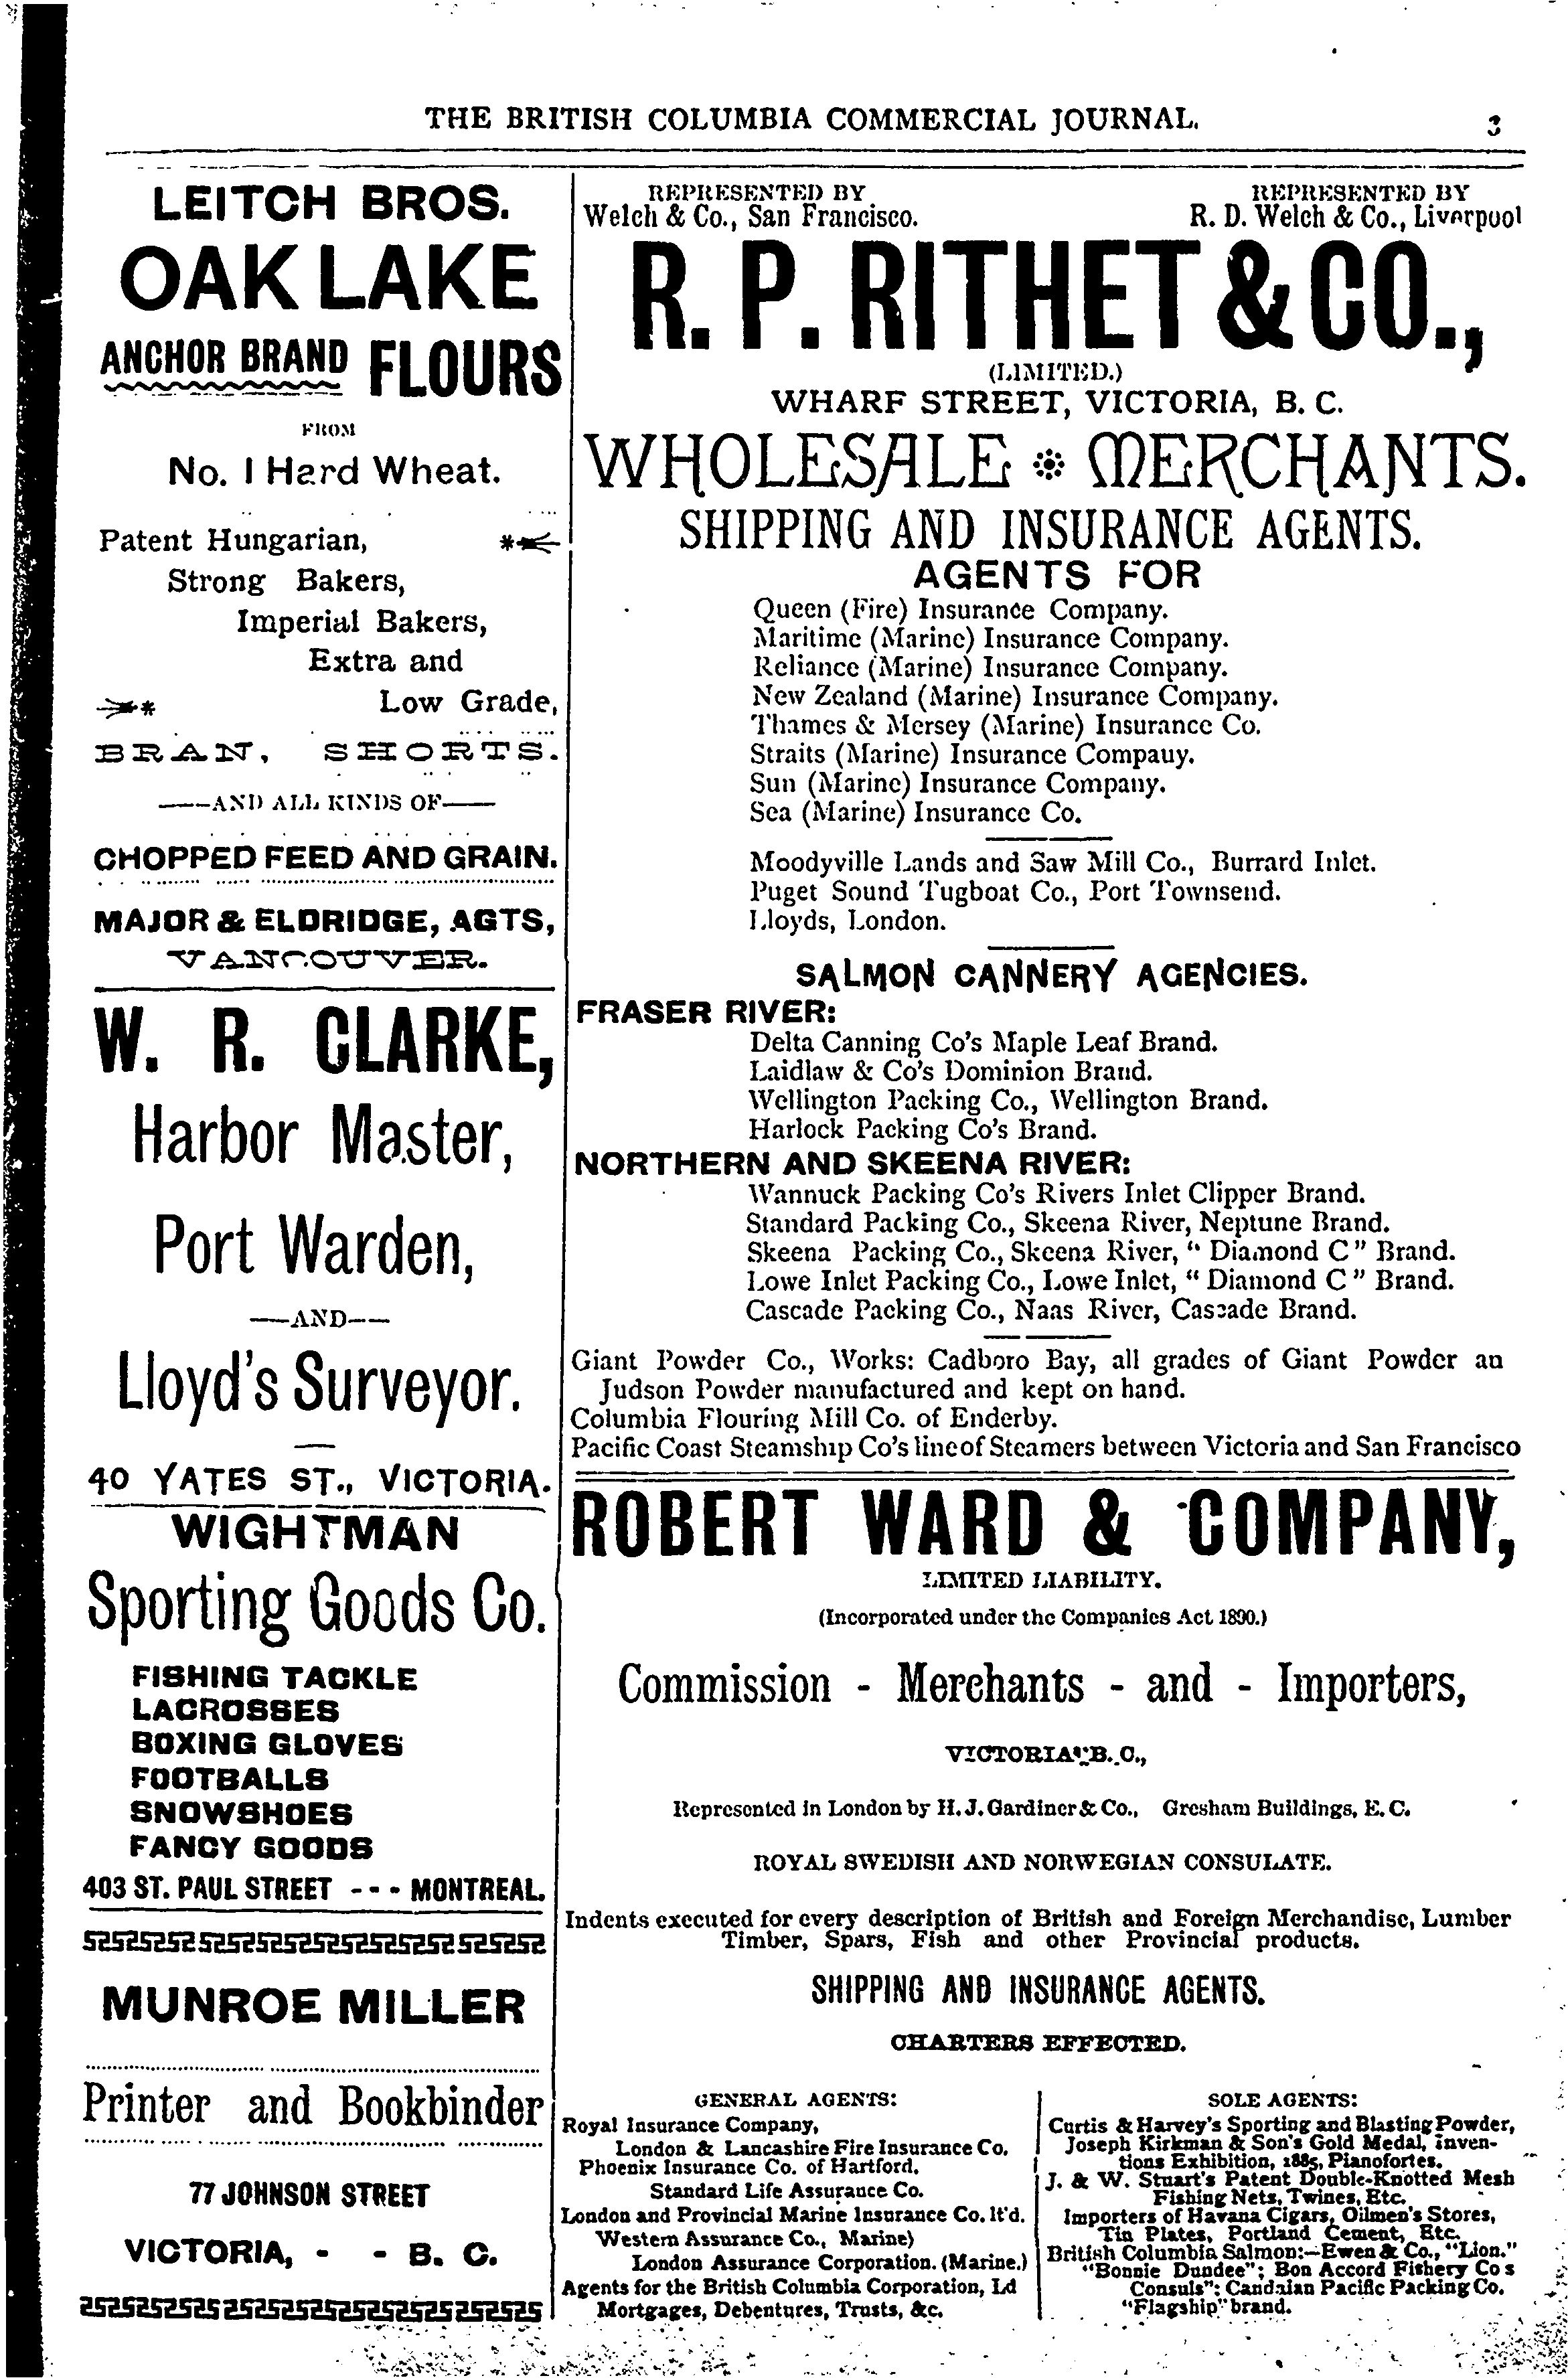 THE BRITISH COLUMBIA COMMERCIAL JOURNAL.
3
LEITCH BROS.
OAK LAKE
ANCHOR BRAND FLOURS
FROM
No. 1 Hard Wheat.
Patent Hungarian,
Strong Bakers,
Imperial Bakers,
Extra and
Low Grade,
BRAN, SHORTS.
—AND ALL KINDS OF—
CHOPPED FEED AND GRAIN.
MAJOR & ELDRIDGE, AGTS,
VANCOUVER.
W. R. CLARKE,
Harbor Master,
Port Warden,
—AND—
Lloyd's Surveyor.
40 YATES ST., VICTORIA.
WIGHTMAN
Sporting Goods Co.
FISHING TACKLE
LACROSSES
BOXING GLOVES
FOOTBALLS
SNOWSHOES
FANCY GOODS
403 ST. PAUL STREET - - - MONTREAL.
MUNROE MILLER
Printer and Bookbinder
77 JOHNSON STREET
VICTORIA, - - B. C.
REPRESENTED BY
Welch & Co., San Francisco.
REPRESENTED BY
R. D. Welch & Co., Liverpool
R. P. RITHET & CO.,
(LIMITED.)
WHARF STREET, VICTORIA, B. C.
WHOLESALE MERCHANTS.
SHIPPING AND INSURANCE AGENTS.
AGENTS FOR
Queen (Fire) Insurance Company.
Maritime (Marine) Insurance Company.
Reliance (Marine) Insurance Company.
New Zealand (Marine) Insurance Company.
Thames & Mersey (Marine) Insurance Co.
Straits (Marine) Insurance Compauy.
Sun (Marine) Insurance Company.
Sea (Marine) Insurance Co.
Moodyville Lands and Saw Mill Co., Burrard Inlet.
Puget Sound Tugboat Co., Port Townsend.
Lloyds, London.
SALMON CANNERY AGENCIES.
FRASER RIVER:
Delta Canning Co's Maple Leaf Brand.
Laidlaw & Co's Dominion Brand.
Wellington Packing Co., Wellington Brand.
Harlock Packing Co's Brand.
NORTHERN AND SKEENA RIVER:
Wannuck Packing Co's Rivers Inlet Clipper Brand.
Standard Packing Co., Skeena River, Neptune Brand.
Skeena Packing Co., Skeena River, "Diamond C" Brand.
Lowe Inlet Packing Co., Lowe Inlet, "Diamond C" Brand.
Cascade Packing Co., Naas River, Cascade Brand.
Giant Powder Co., Works: Cadboro Bay, all grades of Giant Powder an
Judson Powder manufactured and kept on hand.
Columbia Flouring Mill Co. of Enderby.
Pacific Coast Steamship Co's line of Steamers between Victoria and San Francisco
ROBERT WARD & COMPANY,
LIMITED LIABILITY.
(Incorporated under the Companies Act 1890.)
Commission - Merchants - and - Importers,
VICTORIA, B. C.,
Represented in London by H. J. Gardiner & Co., Gresham Buildings, E. C.
ROYAL SWEDISH AND NORWEGIAN CONSULATE.
Indents executed for every description of British and Foreign Merchandise, Lumber
Timber, Spars, Fish and other Provincial products.
SHIPPING AND INSURANCE AGENTS.
CHARTERS EFFECTED.
GENERAL AGENTS:
Royal Insurance Company,
London & Lancashire Fire Insurance Co.
Phoenix Insurance Co. of Hartford.
Standard Life Assurance Co.
London and Provincial Marine Insurance Co. lt'd.
Western Assurance Co., Marine)
London Assurance Corporation. (Marine.)
Agents for the British Columbia Corporation, Ld
Mortgages, Debentures, Trusts, &c.
SOLE AGENTS:
Curtis & Harvey's Sporting and Blasting Powder,
Joseph Kirkman & Son's Gold Medal, inven-
tions Exhibition, 1885, Pianofortes.
J. & W. Stuart's Patent Double-Knotted Mesh
Fishing Nets, Twines, Etc.
Importers of Havana Cigars, Oilmen's Stores,
Tin Plates, Portland Cement, Etc.
British Columbia Salmon:—Ewen & Co., "Lion."
"Bonnie Dundee"; Bon Accord Fithery Co s
Consuls"; Candaian Pacific Packing Co.
"Flagship" brand.